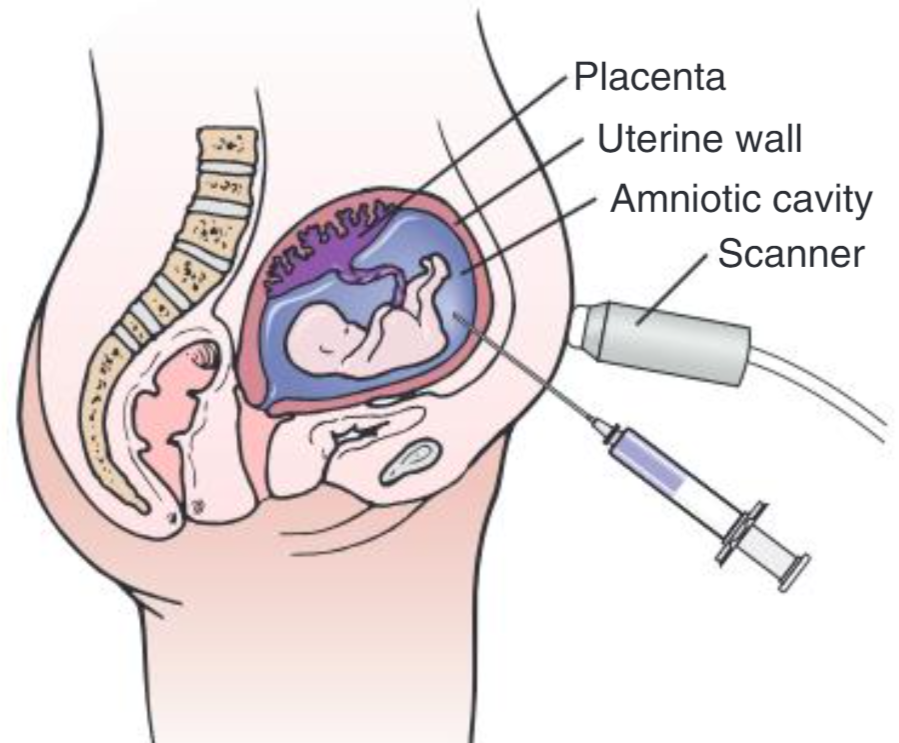 Placenta
Uterine wall
Amniotic cavity
Scanner